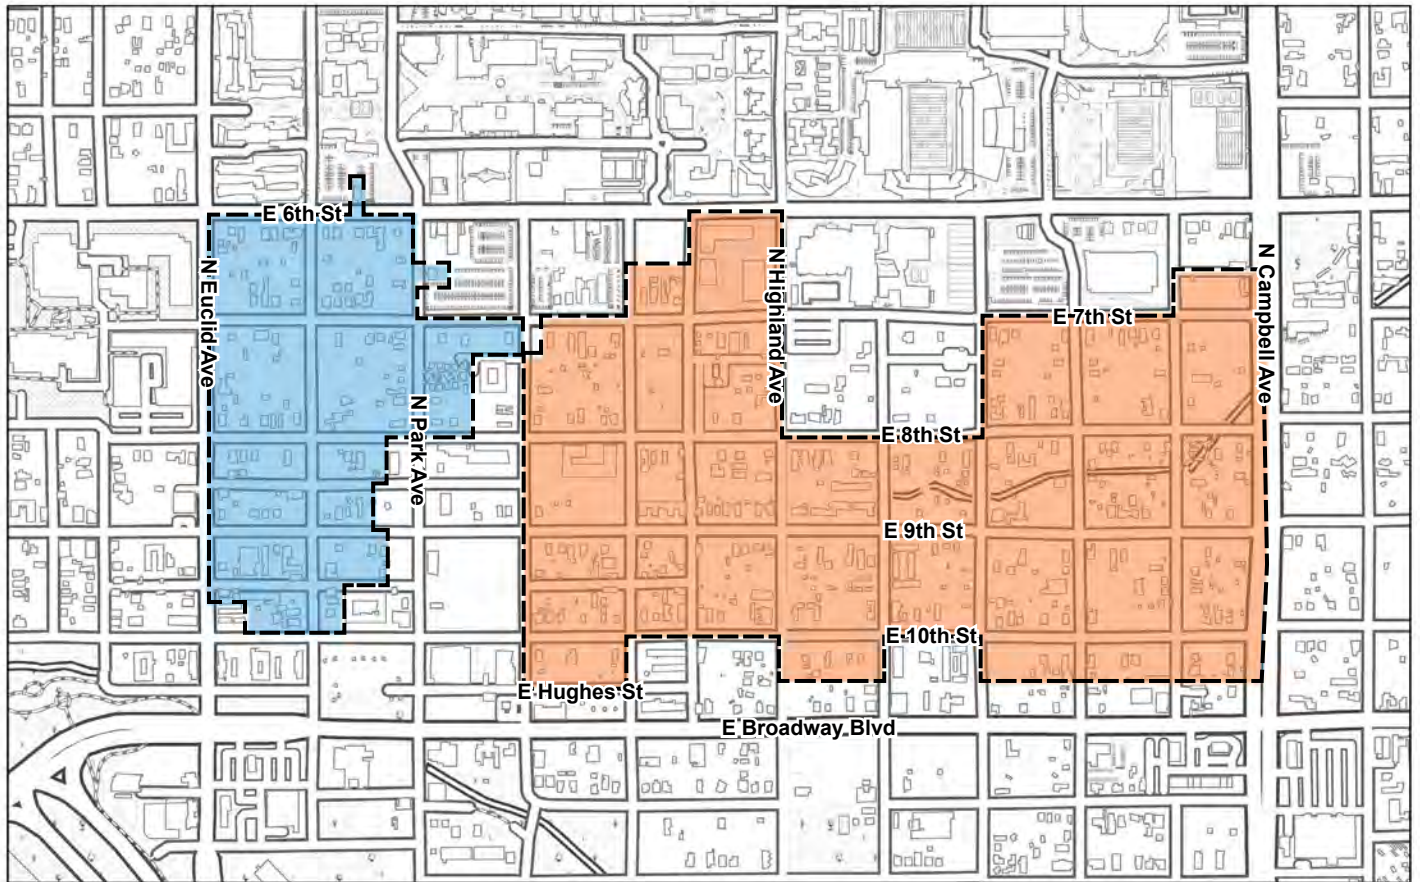 E 6th St
N Euclid Ave
N Highland Ave
N Campbell Ave
E 7th St
N Park Ave
E 8th St
E 9th St
E 10th St
E Hughes St
E Broadway Blvd